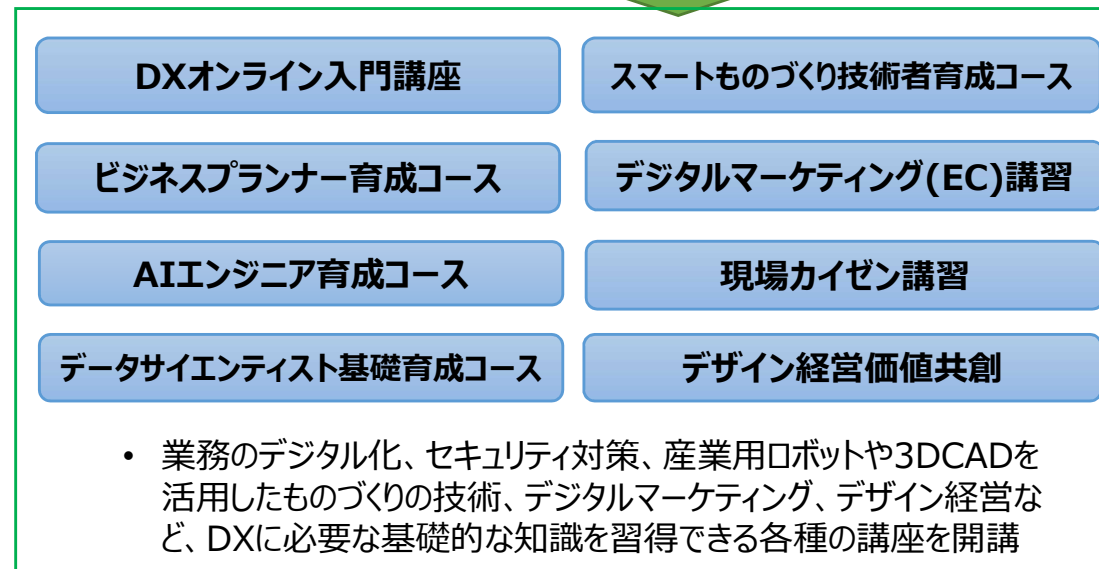 DXオンライン入門講座
スマートものづくり技術者育成コース
ビジネスプランナー育成コース
デジタルマーケティング(EC)講習
AIエンジニア育成コース
現場カイゼン講習
データサイエンティスト基礎育成コース
デザイン経営価値共創
• 業務のデジタル化、セキュリティ対策、産業用ロボットや3DCADを
活用したものづくりの技術、デジタルマーケティング、デザイン経営な
ど、DXに必要な基礎的な知識を習得できる各種の講座を開講